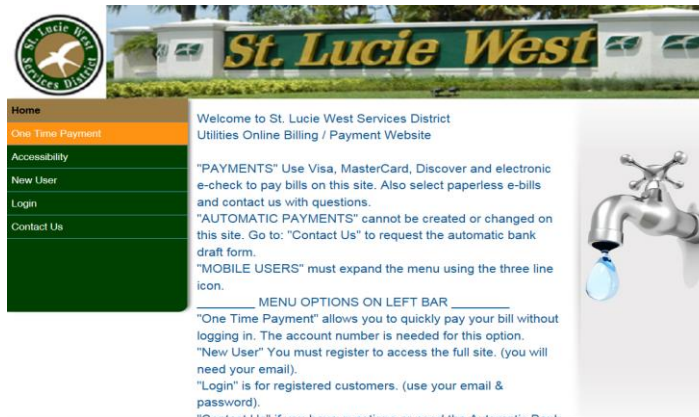 St. Lucie West
Services District
St. Lucie West
Home
One Time Payment
Accessibility
New User
Login
Contact Us
Welcome to St. Lucie West Services District
Utilities Online Billing / Payment Website
"PAYMENTS" Use Visa, MasterCard, Discover and electronic
e-check to pay bills on this site. Also select paperless e-bills
and contact us with questions.
"AUTOMATIC PAYMENTS" cannot be created or changed on
this site. Go to: "Contact Us" to request the automatic bank
draft form.
"MOBILE USERS" must expand the menu using the three line
icon.
________ MENU OPTIONS ON LEFT BAR ________
"One Time Payment" allows you to quickly pay your bill without
logging in. The account number is needed for this option.
"New User" You must register to access the full site. (you will
need your email).
"Login" is for registered customers. (use your email &
password).